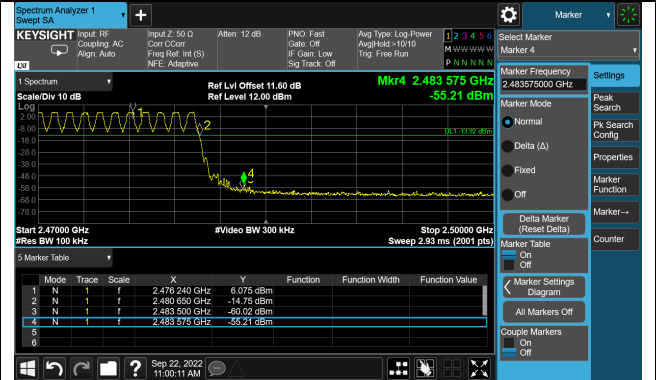 Spectrum Analyzer 1
Swept SA
Marker
KEYSIGHT
Input: RF
Coupling: AC
Align: Auto
Input Z: 50 Ω
Corr CCorr
Freq Ref: Int (S)
NFE: Adaptive
Atten: 12 dB
PNO: Fast
Gate: Off
IF Gain: Low
Sig Track: Off
Avg Type: Log-Power
Avg|Hold:>10/10
Trig: Free Run
1 2 3 4 5 6
M W W W W W
P N N N N N
LXI
Select Marker
Marker 4
1 Spectrum
Scale/Div 10 dB
Ref Lvl Offset 11.60 dB
Ref Level 12.00 dBm
Mkr4 2.483 575 GHz
-55.21 dBm
Log
2.00
-8.00
-18.0
-28.0
-38.0
-48.0
-58.0
-68.0
-78.0
1
2
4
DL1 -13.92 dBm
Start 2.47000 GHz
#Res BW 100 kHz
#Video BW 300 kHz
Stop 2.50000 GHz
Sweep 2.93 ms (2001 pts)
5 Marker Table
Mode Trace Scale X Y Function Function Width Function Value
1 N 1 f 2.476 240 GHz 6.075 dBm
2 N 1 f 2.480 650 GHz -14.75 dBm
3 N 1 f 2.483 500 GHz -60.02 dBm
4 N 1 f 2.483 575 GHz -55.21 dBm
5
6
Marker Frequency
2.483575000 GHz
Marker Mode
Normal
Delta (Δ)
Fixed
Off
Delta Marker
(Reset Delta)
Marker Table
On
Off
Marker Settings
Diagram
All Markers Off
Couple Markers
On
Off
Settings
Peak
Search
Pk Search
Config
Properties
Marker
Function
Marker→
Counter
?
Sep 22, 2022
11:00:11 AM